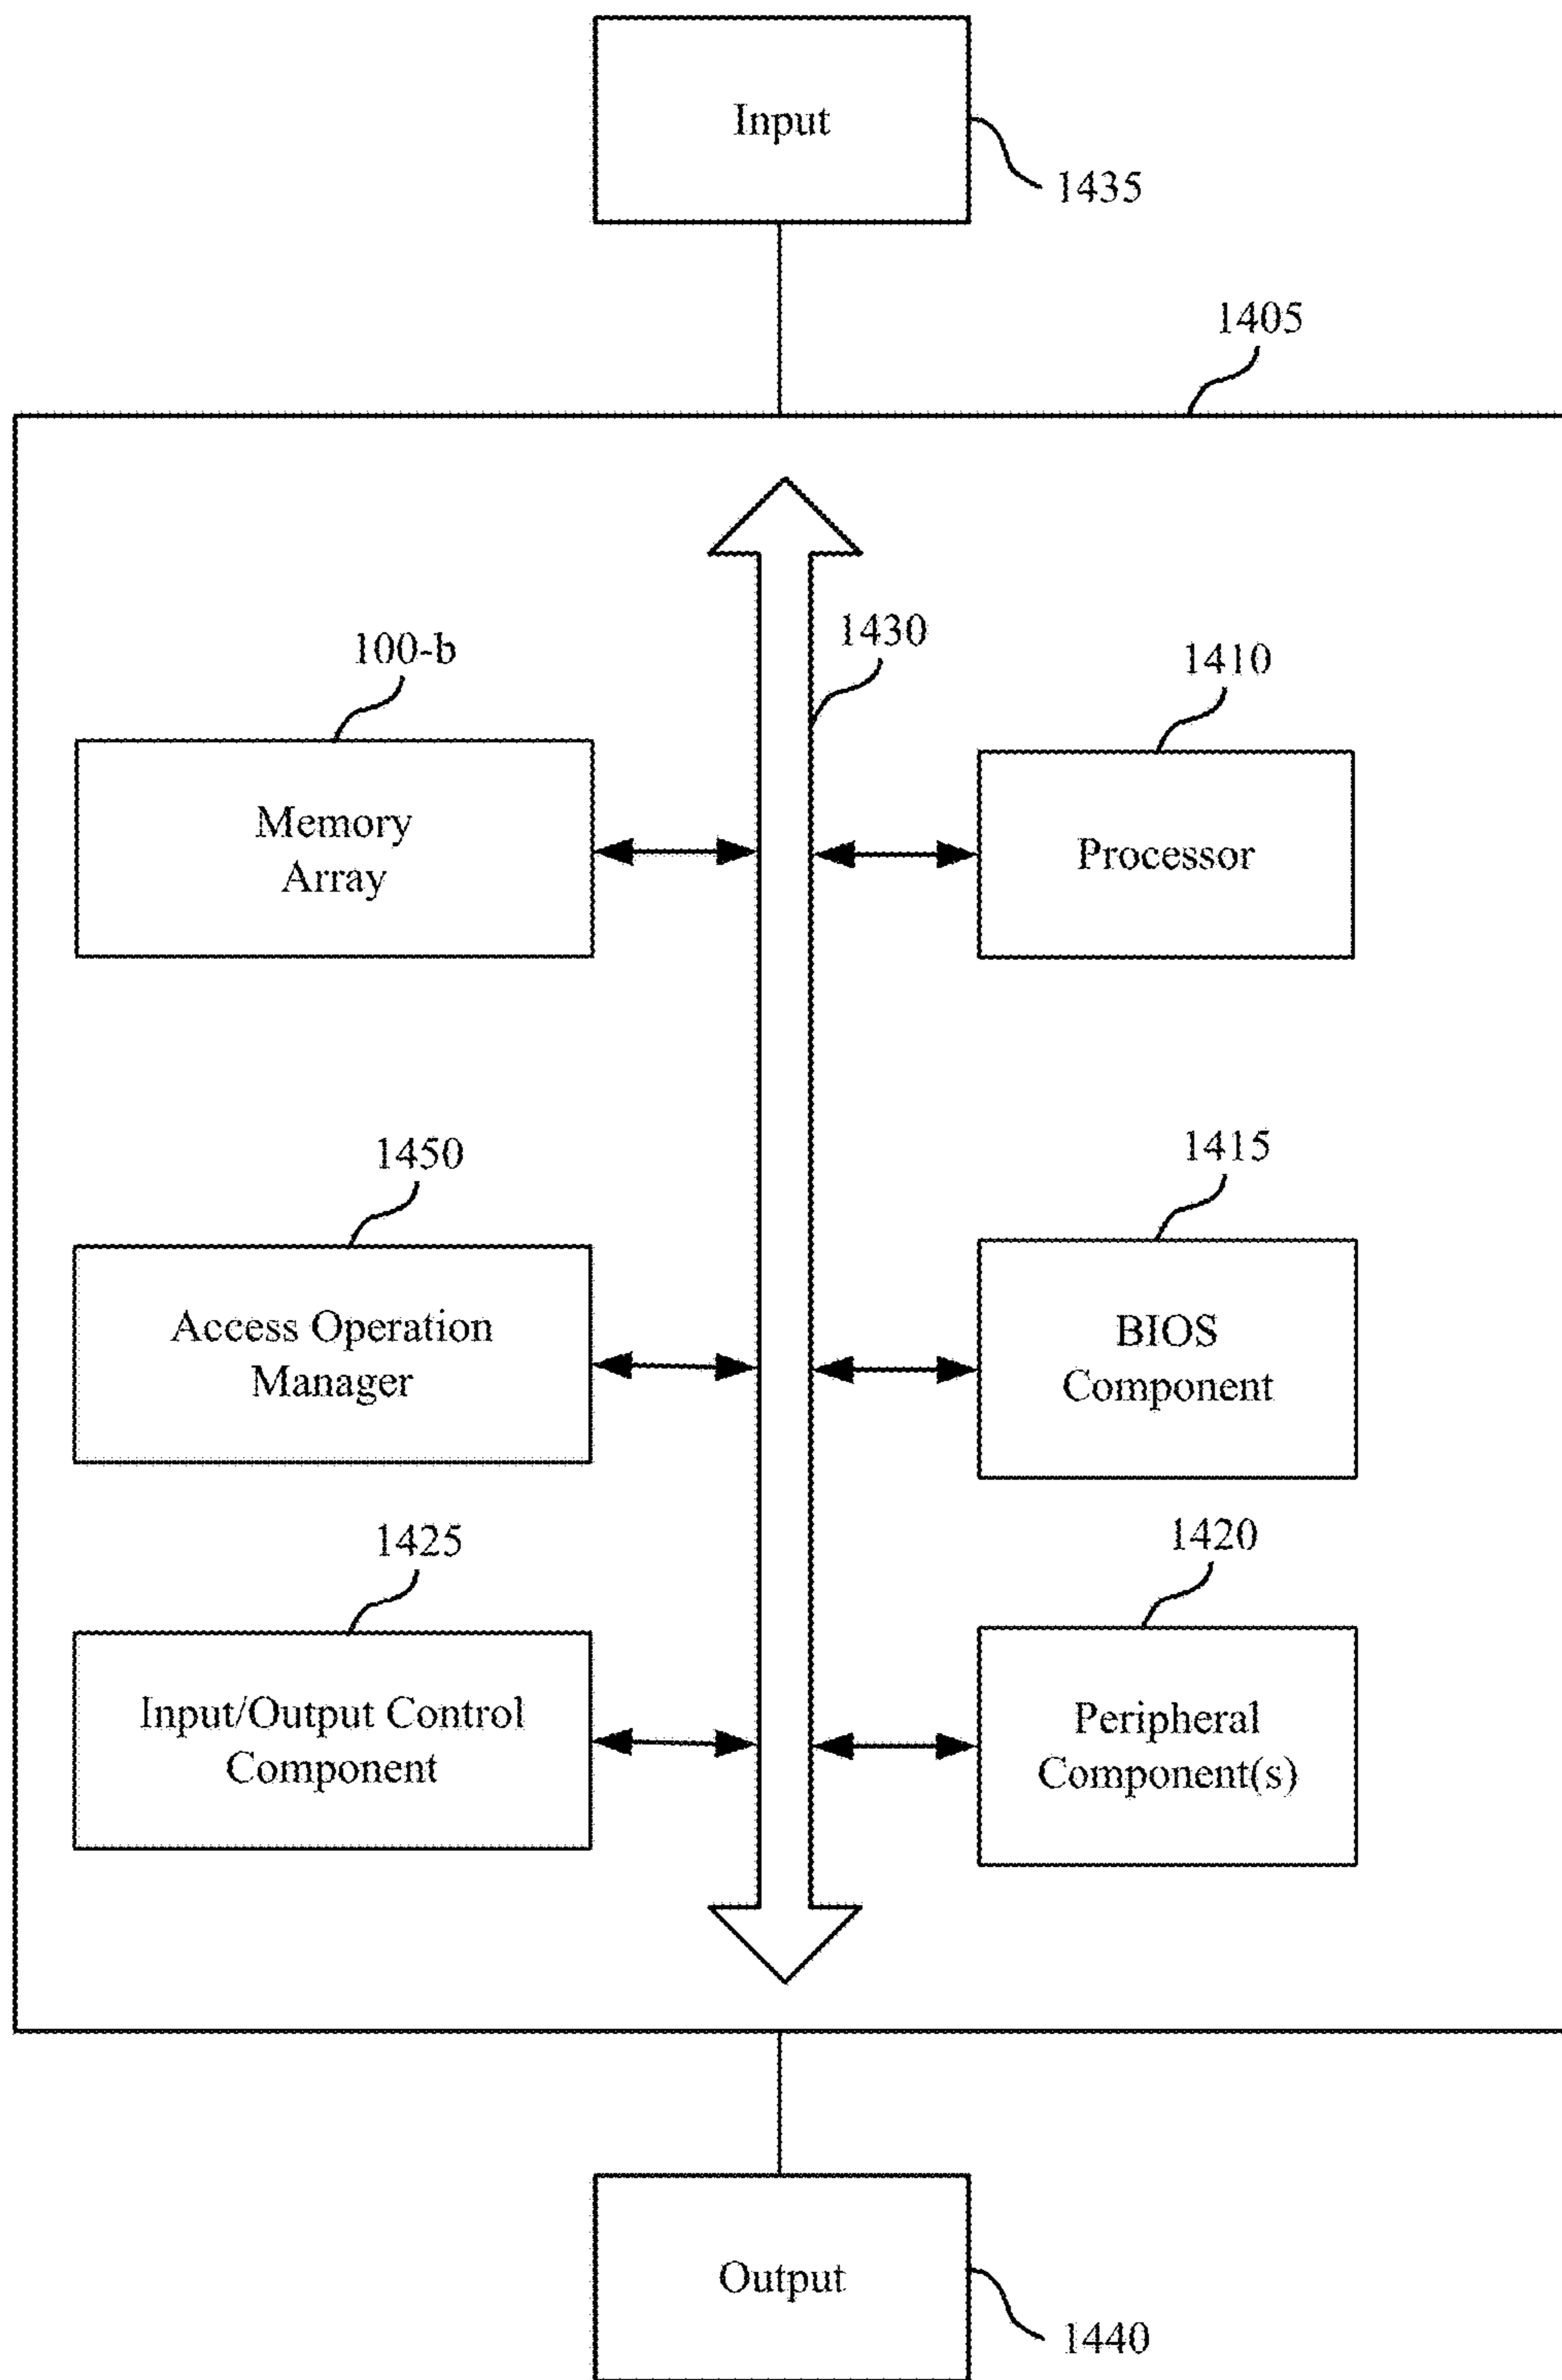 Input
1435
1405
1430
100-b
1410
Memory
Array
Processor
1450
1415
Access Operation
Manager
BIOS
Component
1425
1420
Input/Output Control
Component
Peripheral
Component(s)
Output
1440